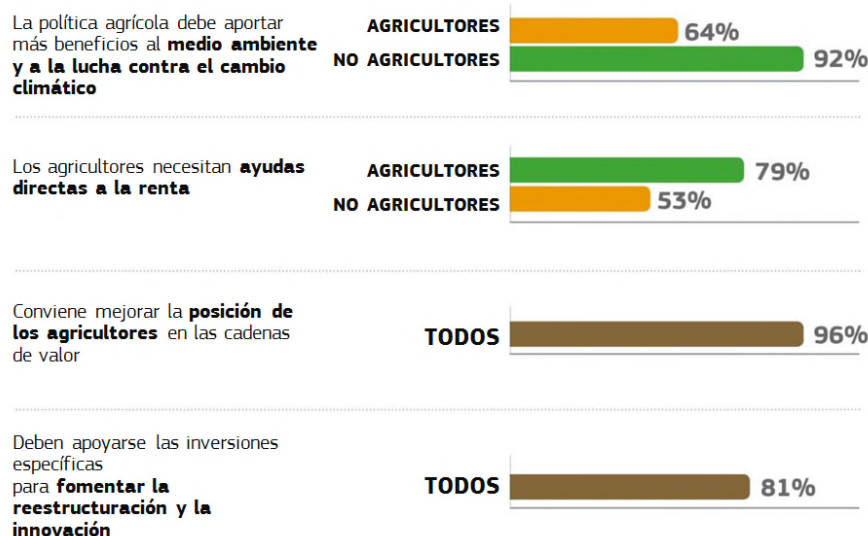 La política agrícola debe aportar
más beneficios al medio ambiente
y a la lucha contra el cambio
climático
AGRICULTORES
64%
NO AGRICULTORES
92%
Los agricultores necesitan ayudas
directas a la renta
AGRICULTORES
79%
NO AGRICULTORES
53%
Conviene mejorar la posición de
los agricultores en las cadenas
de valor
TODOS
96%
Deben apoyarse las inversiones
específicas
para fomentar la
reestructuración y la
innovación
TODOS
81%